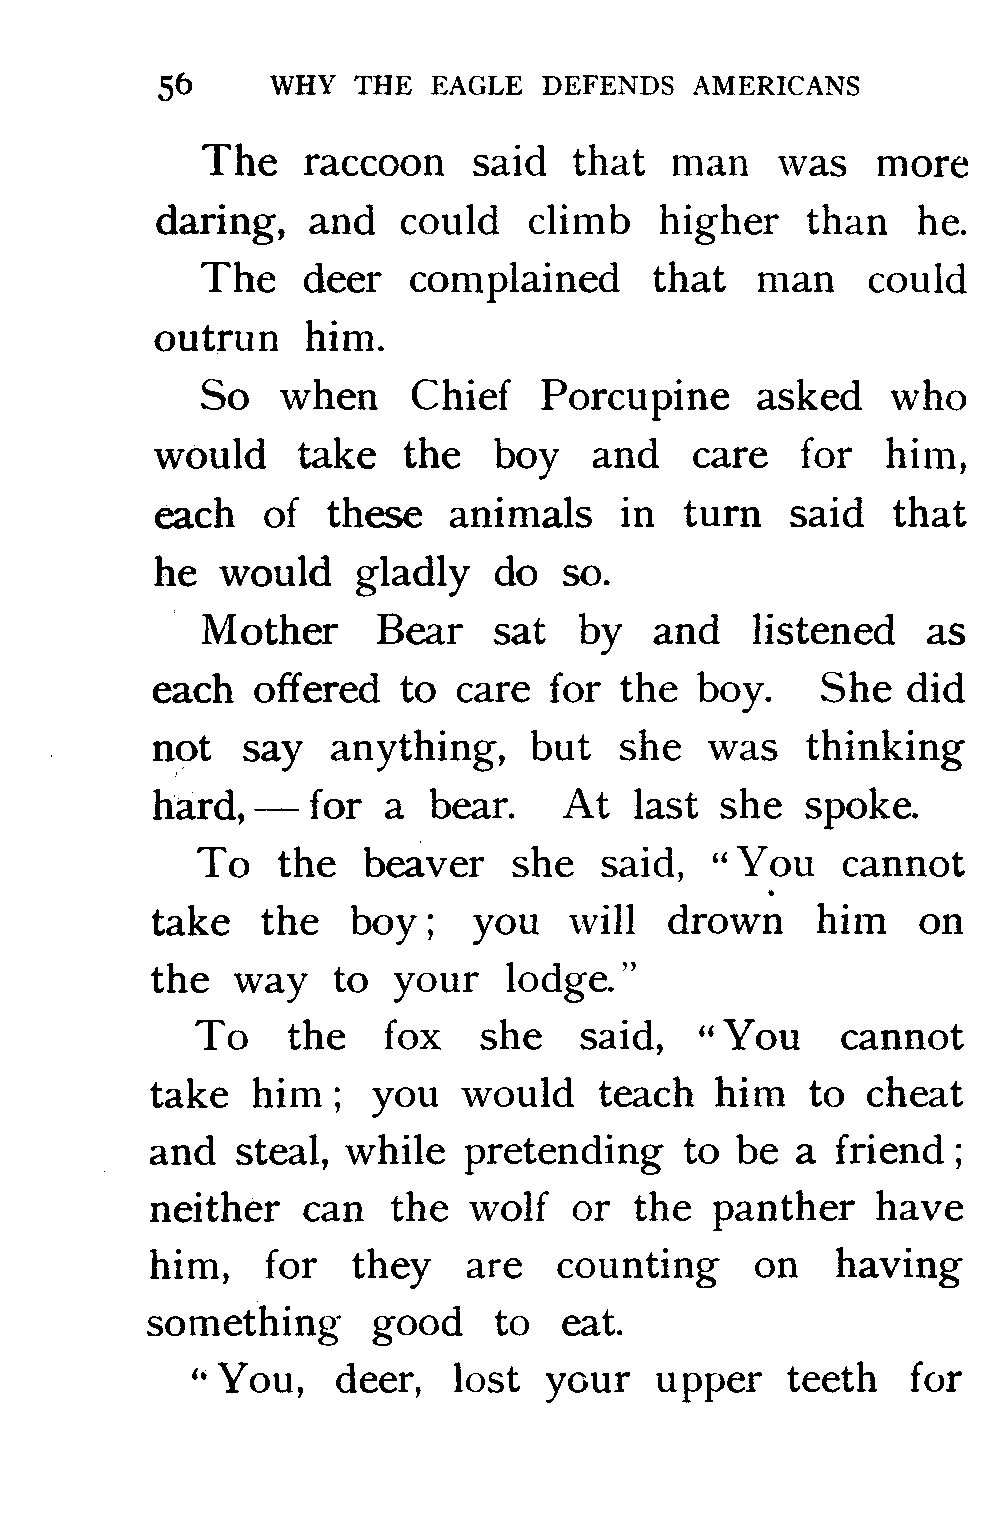 56 WHY THE EAGLE DEFENDS AMERICANS
The raccoon said that man was more
daring, and could climb higher than he.
The deer complained that man could
outrun him.
So when Chief Porcupine asked who
would take the boy and care for him,
each of these animals in turn said that
he would gladly do so.
Mother Bear sat by and listened as
each offered to care for the boy. She did
not say anything, but she was thinking
hard, — for a bear. At last she spoke.
To the beaver she said, “You cannot
take the boy; you will drown him on
the way to your lodge.”
To the fox she said, “You cannot
take him; you would teach him to cheat
and steal, while pretending to be a friend;
neither can the wolf or the panther have
him, for they are counting on having
something good to eat.
“You, deer, lost your upper teeth for